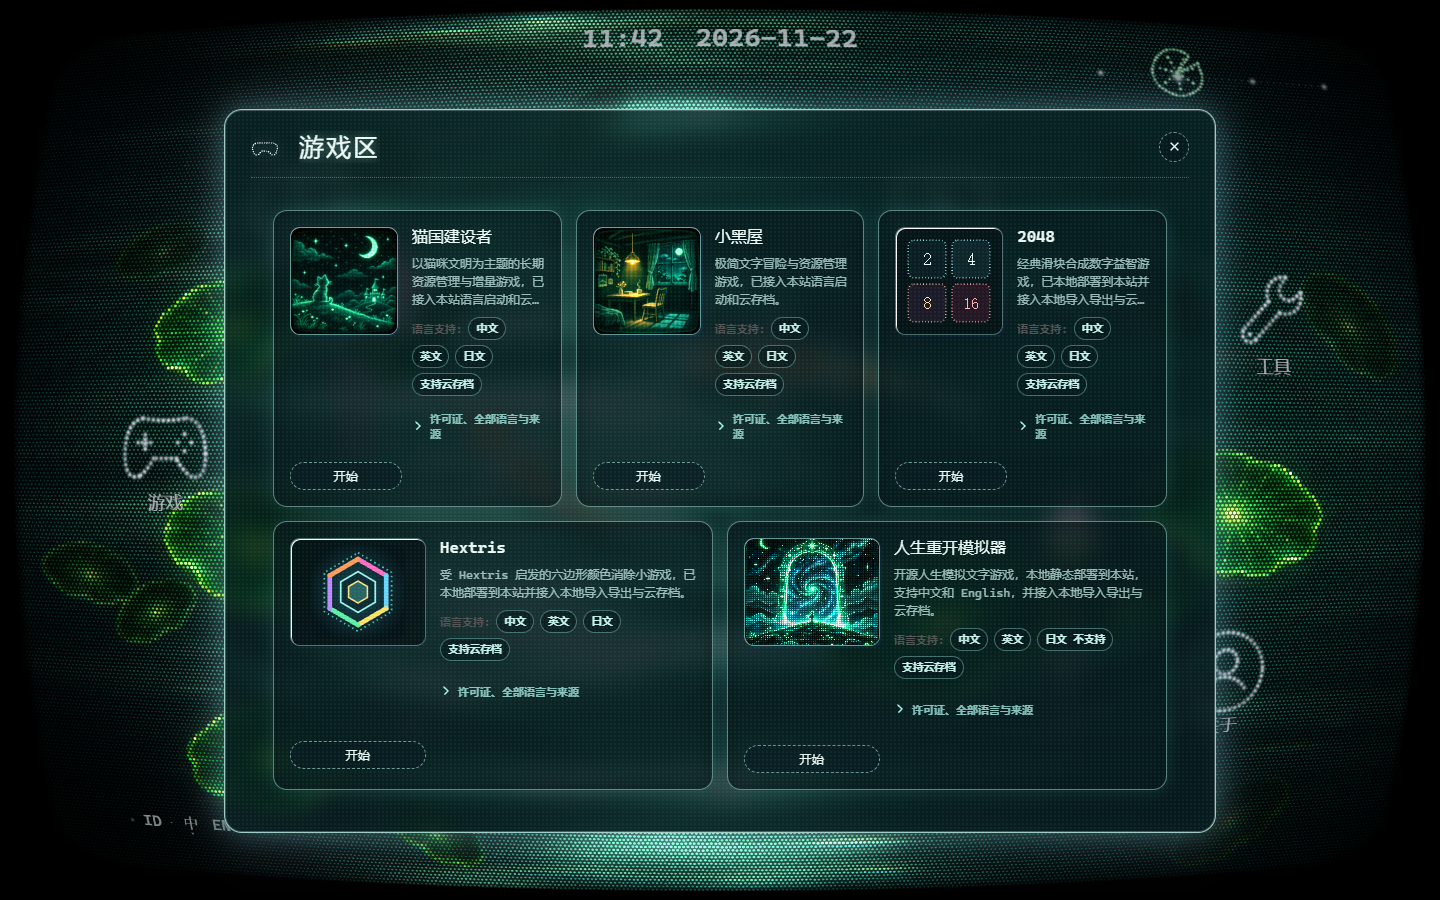 11:42 2026-11-22
游戏区
猫国建设者
以猫咪文明为主题的长期
资源管理与增量游戏，已
接入本站语言启动和云…
语言支持： 中文
英文 日文
支持云存档
许可证、全部语言与来
源
开始
小黑屋
极简文字冒险与资源管理
游戏，已接入本站语言启
动和云存档。
语言支持： 中文
英文 日文
支持云存档
许可证、全部语言与来
源
开始
2 4
8 16
2048
经典滑块合成数字益智游
戏，已本地部署到本站并
接入本地导入导出与云…
语言支持： 中文
英文 日文
支持云存档
许可证、全部语言与来
源
开始
Hextris
受 Hextris 启发的六边形颜色消除小游戏，已
本地部署到本站并接入本地导入导出与云存档。
语言支持： 中文 英文 日文
支持云存档
许可证、全部语言与来源
开始
人生重开模拟器
开源人生模拟文字游戏，本地静态部署到本站，
支持中文和 English，并接入本地导入导出与
云存档。
语言支持： 中文 英文 日文 不支持
支持云存档
许可证、全部语言与来源
开始
游戏
工具
于
· ID · 中 EN